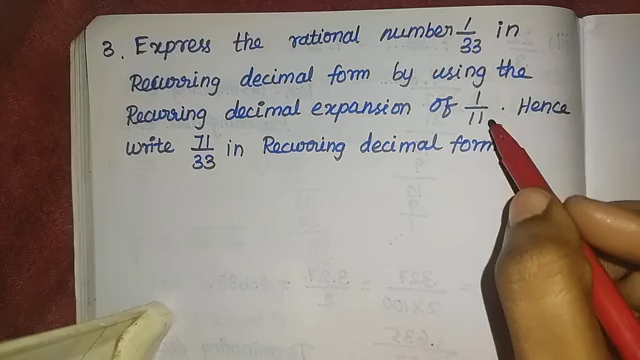 3. Express the rational number 1/33 in
Recurring decimal form by using the
Recurring decimal expansion of 1/11. Hence
write 71/33 in Recurring decimal form